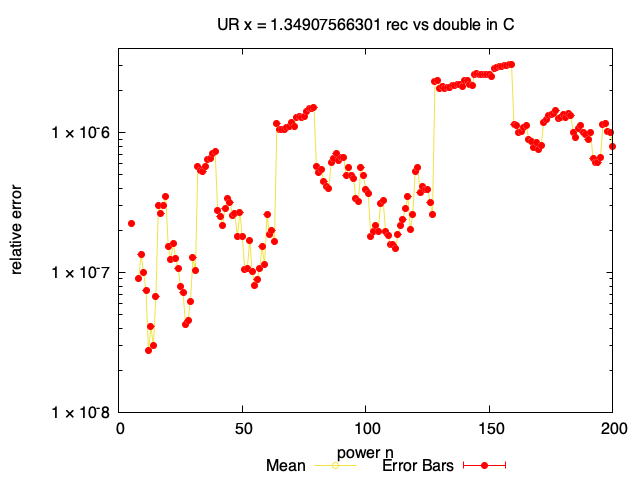 UR x = 1.34907566301 rec vs double in C
relative error
1 × 10-6
1 × 10-7
1 × 10-8
0 50 100 150 200
power n
Mean Error Bars